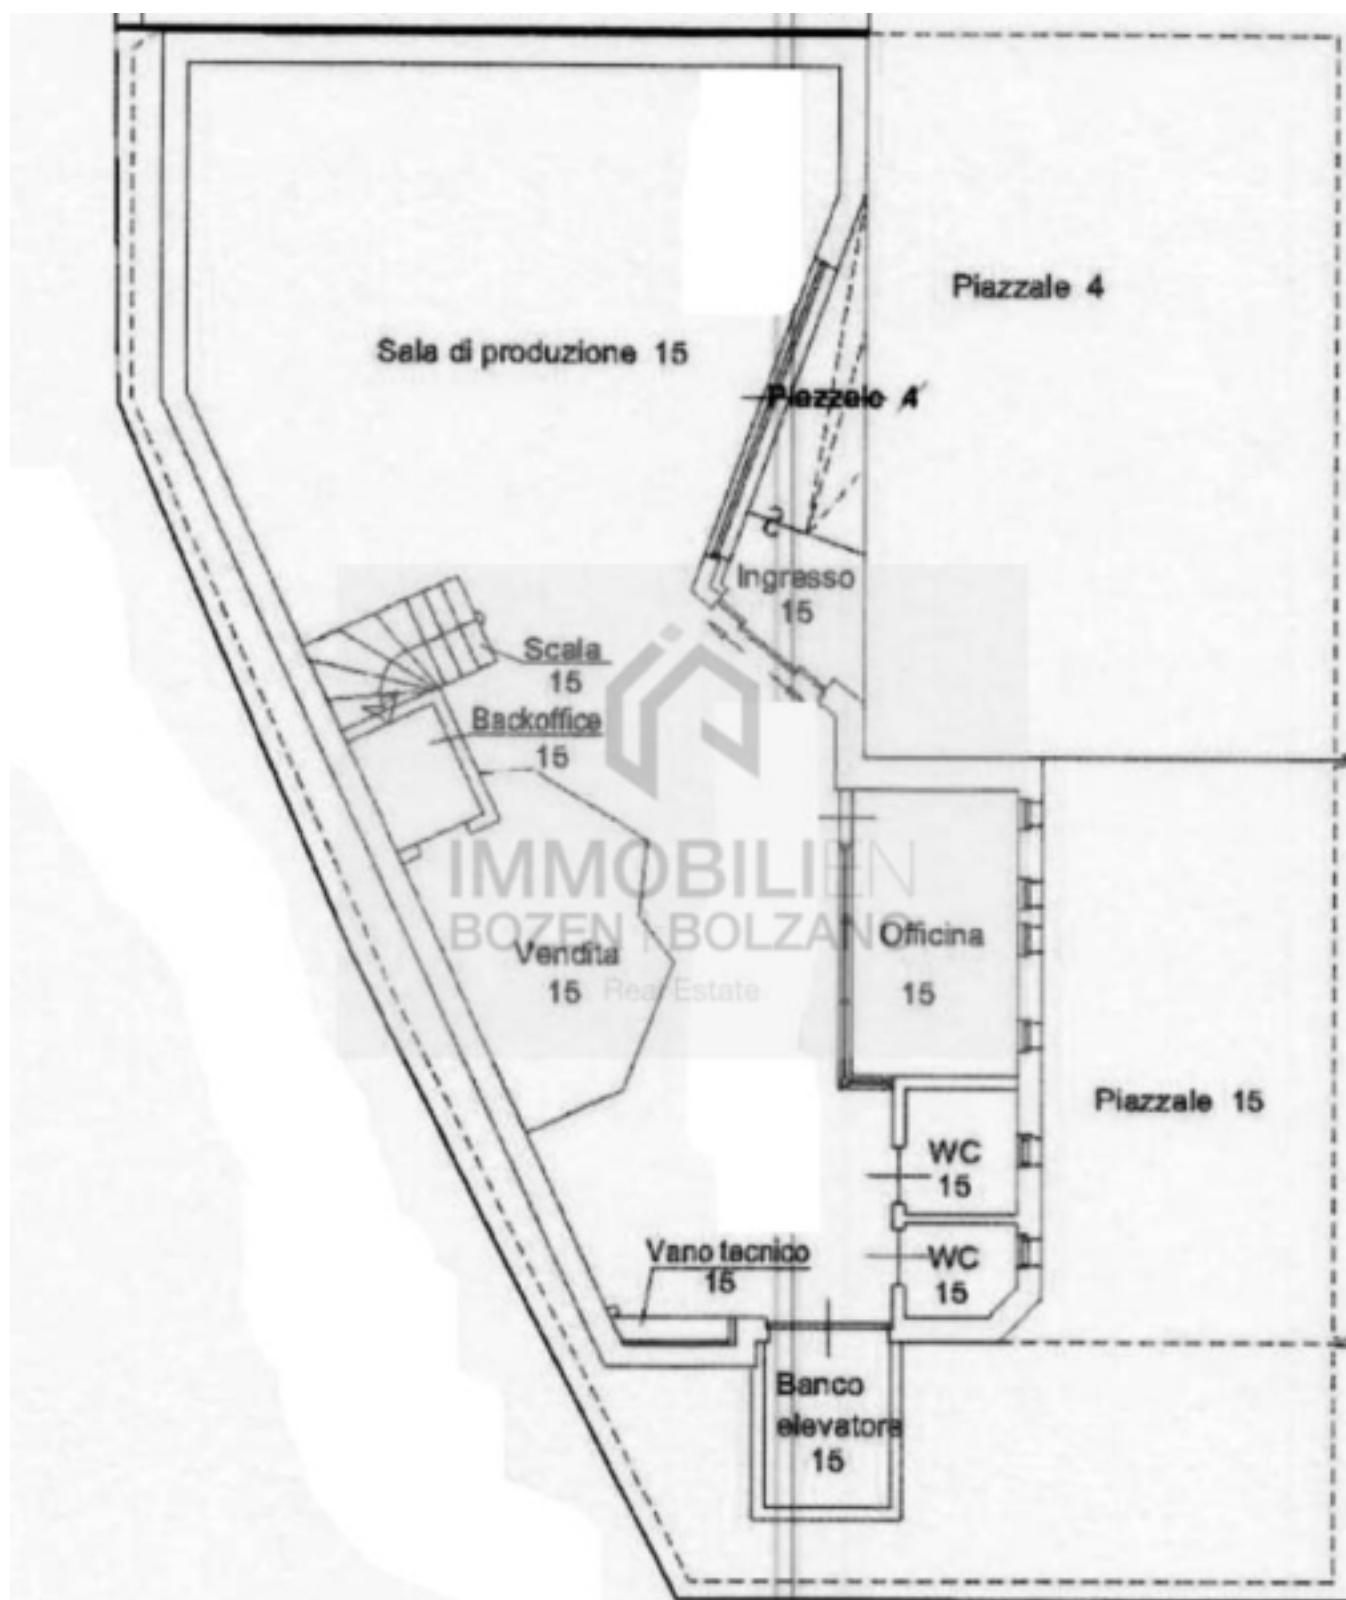 Piazzale 4
Sala di produzione 15
Piazzale 4
Ingresso
15
Scala
15
Backoffice
15
IMMOBILIEN
BOZEN | BOLZANO
Real Estate
Vendita
15
Officina
15
Piazzale 15
WC
15
Vano tecnico
15
WC
15
Banco
elevatore
15